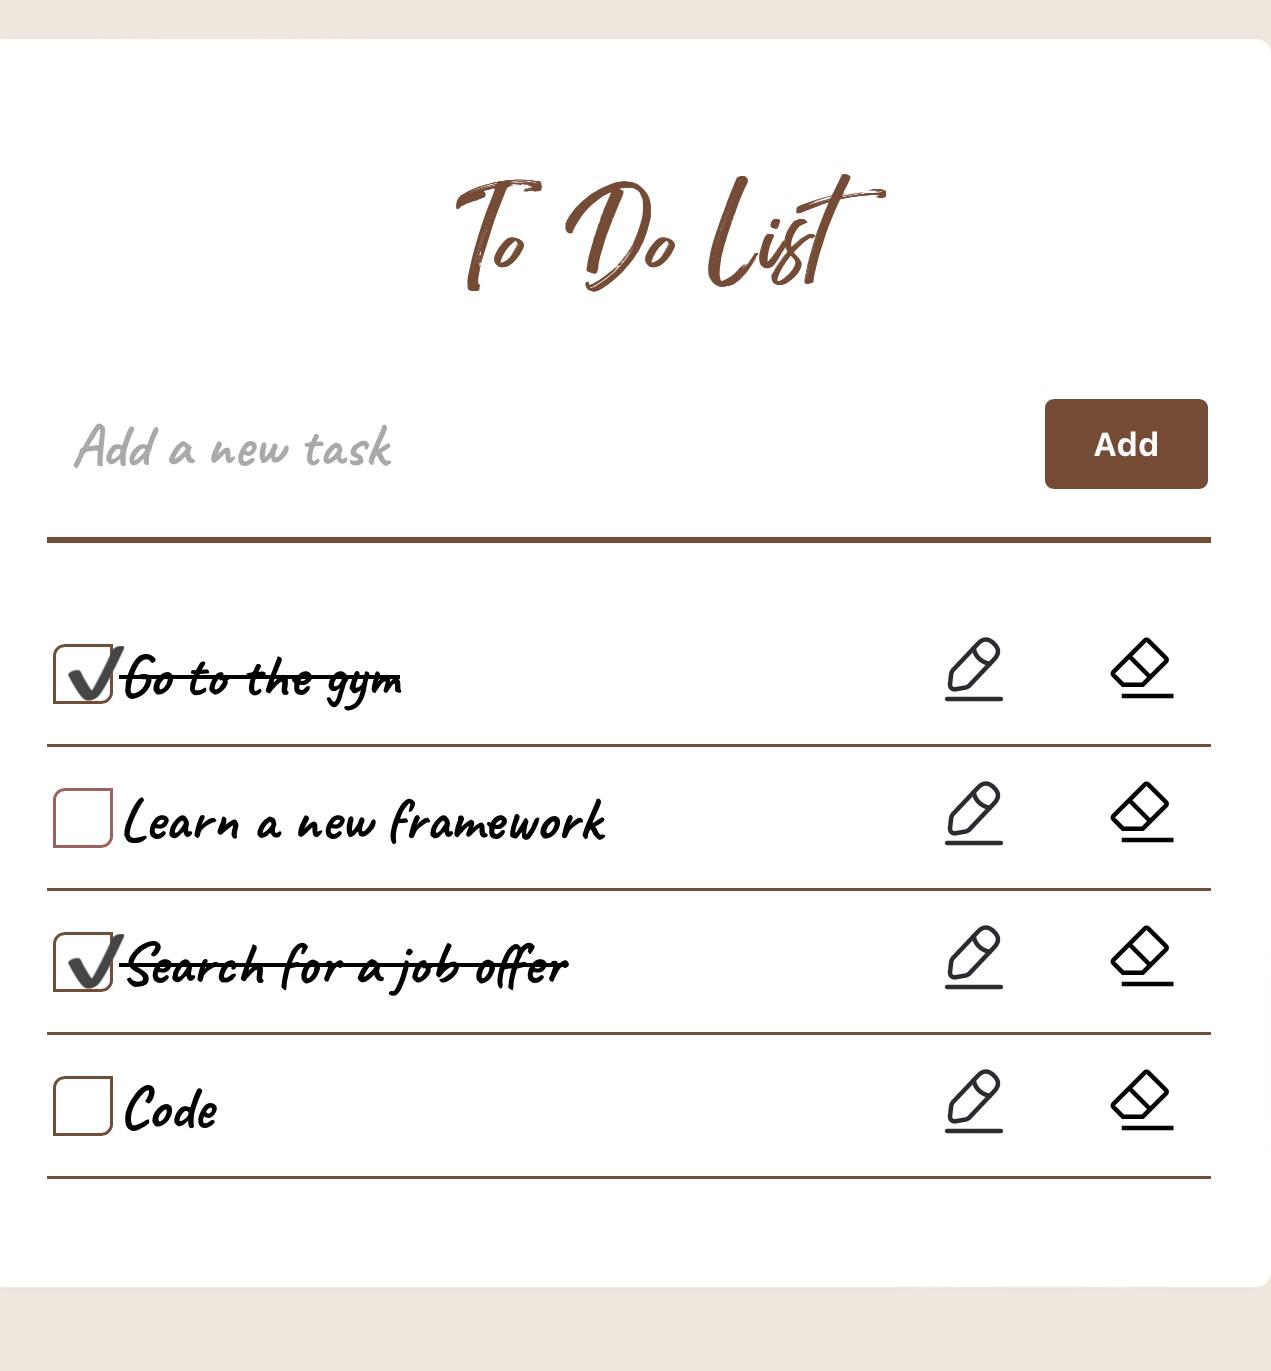 To Do List
Add a new task
Add
Go to the gym
Learn a new framework
Search for a job offer
Code